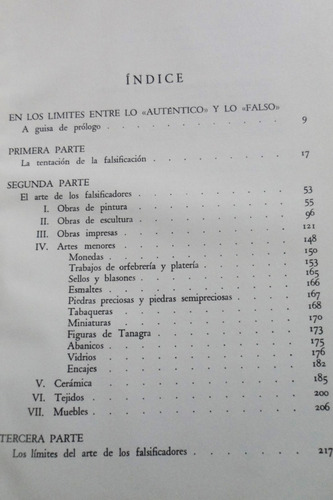 ÍNDICE
EN LOS LÍMITES ENTRE LO «AUTÉNTICO» Y LO «FALSO»
A guisa de prólogo . . . . . . . . . . 9
PRIMERA PARTE
La tentación de la falsificación . . . . . . . . 17
SEGUNDA PARTE
El arte de los falsificadores . . . . . . . . . 53
I. Obras de pintura . . . . . . . . . 55
II. Obras de escultura . . . . . . . . . 96
III. Obras impresas . . . . . . . . . 121
IV. Artes menores . . . . . . . . . 148
Monedas . . . . . . . . . 150
Trabajos de orfebrería y platería . . . . . 153
Sellos y blasones . . . . . . . . 165
Esmaltes . . . . . . . . . 166
Piedras preciosas y piedras semipreciosas . . . 167
Tabaqueras . . . . . . . . 168
Miniaturas . . . . . . . . 170
Figuras de Tanagra . . . . . . . 173
Abanicos . . . . . . . . . 175
Vidrios . . . . . . . . . 176
Encajes . . . . . . . . . 182
V. Cerámica . . . . . . . . . 185
VI. Tejidos . . . . . . . . . 200
VII. Muebles . . . . . . . . . 206
TERCERA PARTE
Los límites del arte de los falsificadores . . . . . 217